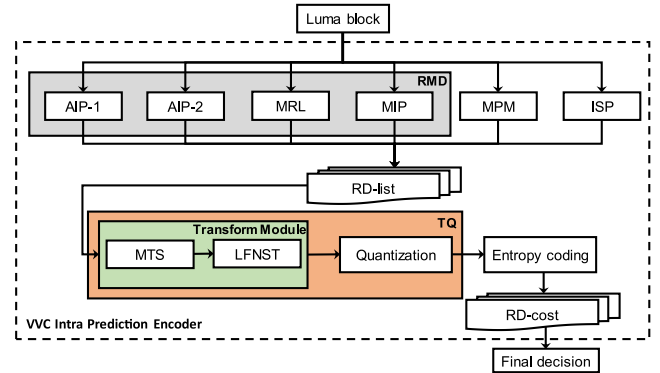 Luma block
RMD
AIP-1
AIP-2
MRL
MIP
MPM
ISP
RD-list
TQ
Transform Module
MTS
LFNST
Quantization
Entropy coding
RD-cost
VVC Intra Prediction Encoder
Final decision